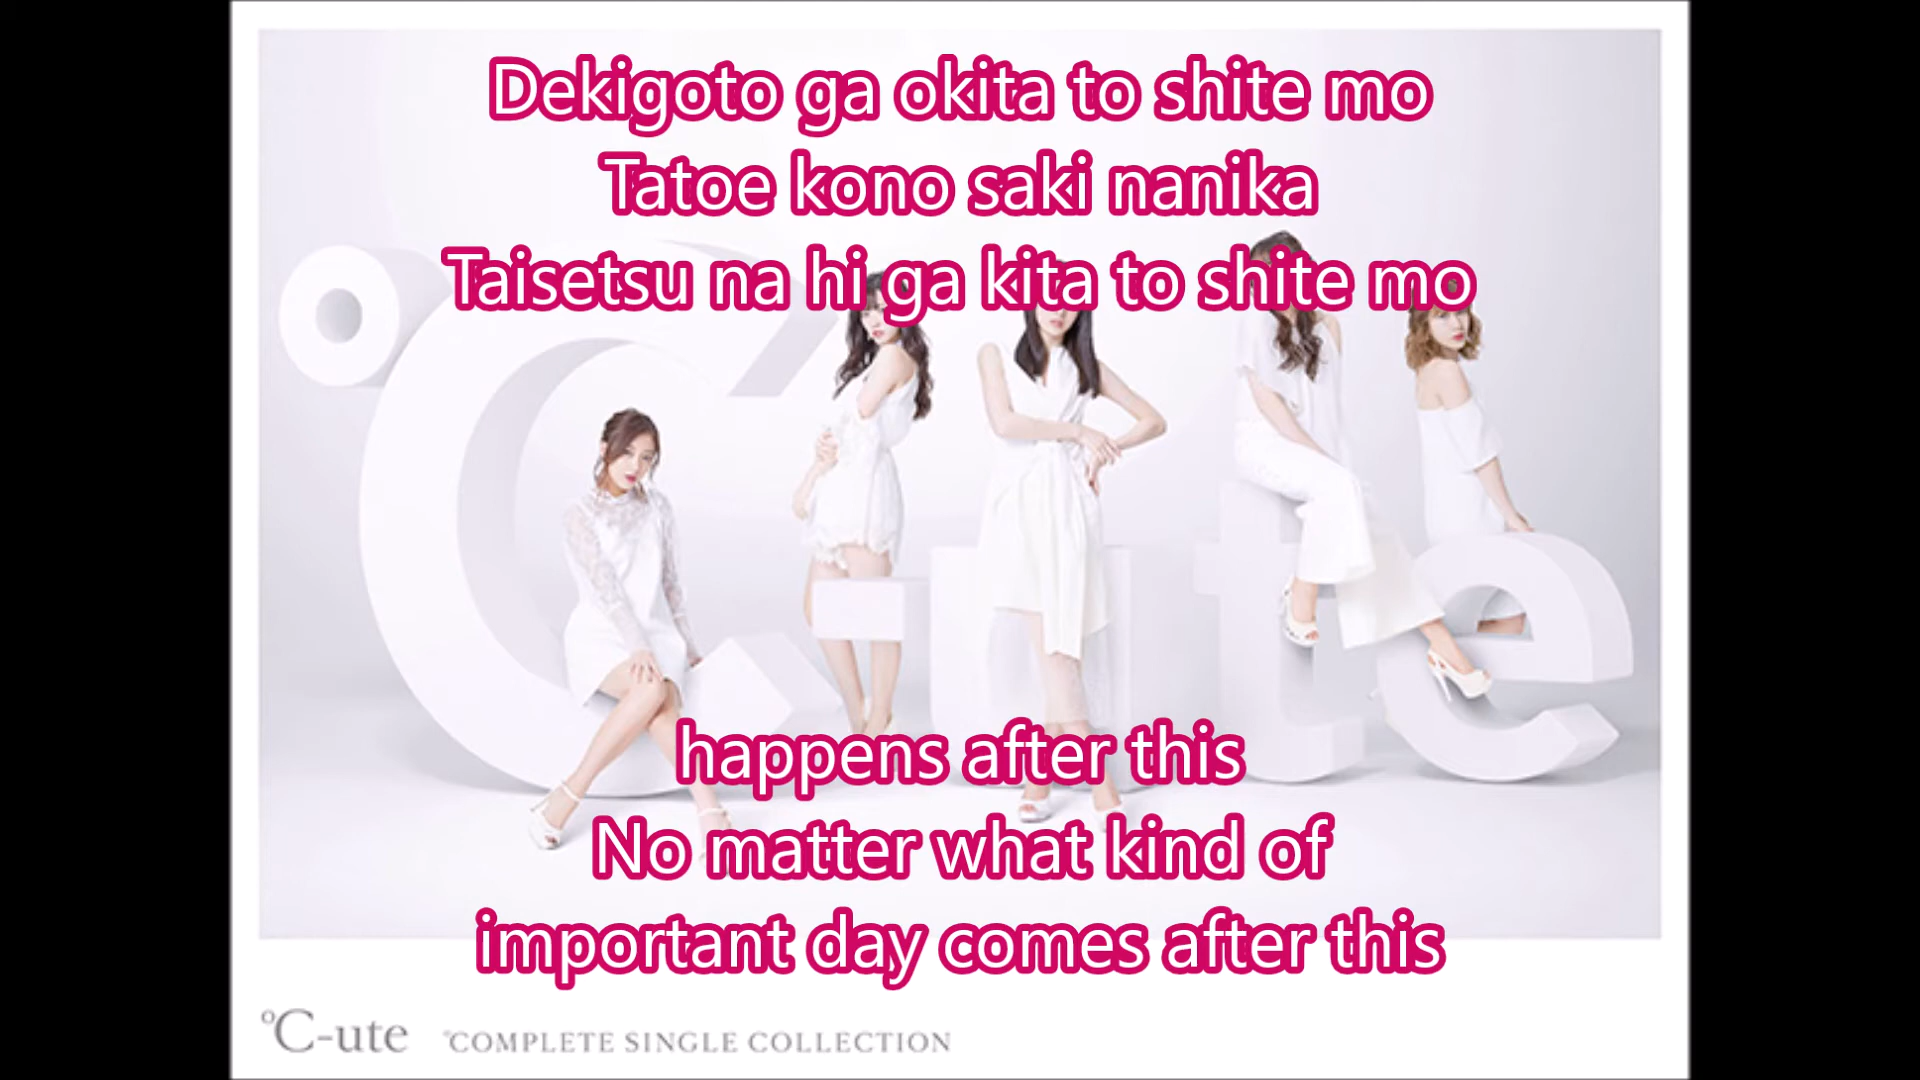 Dekigoto ga okita to shite mo
Tatoe kono saki nanika
Taisetsu na hi ga kita to shite mo
°C-ute
happens after this
No matter what kind of
important day comes after this
°C-ute °COMPLETE SINGLE COLLECTION